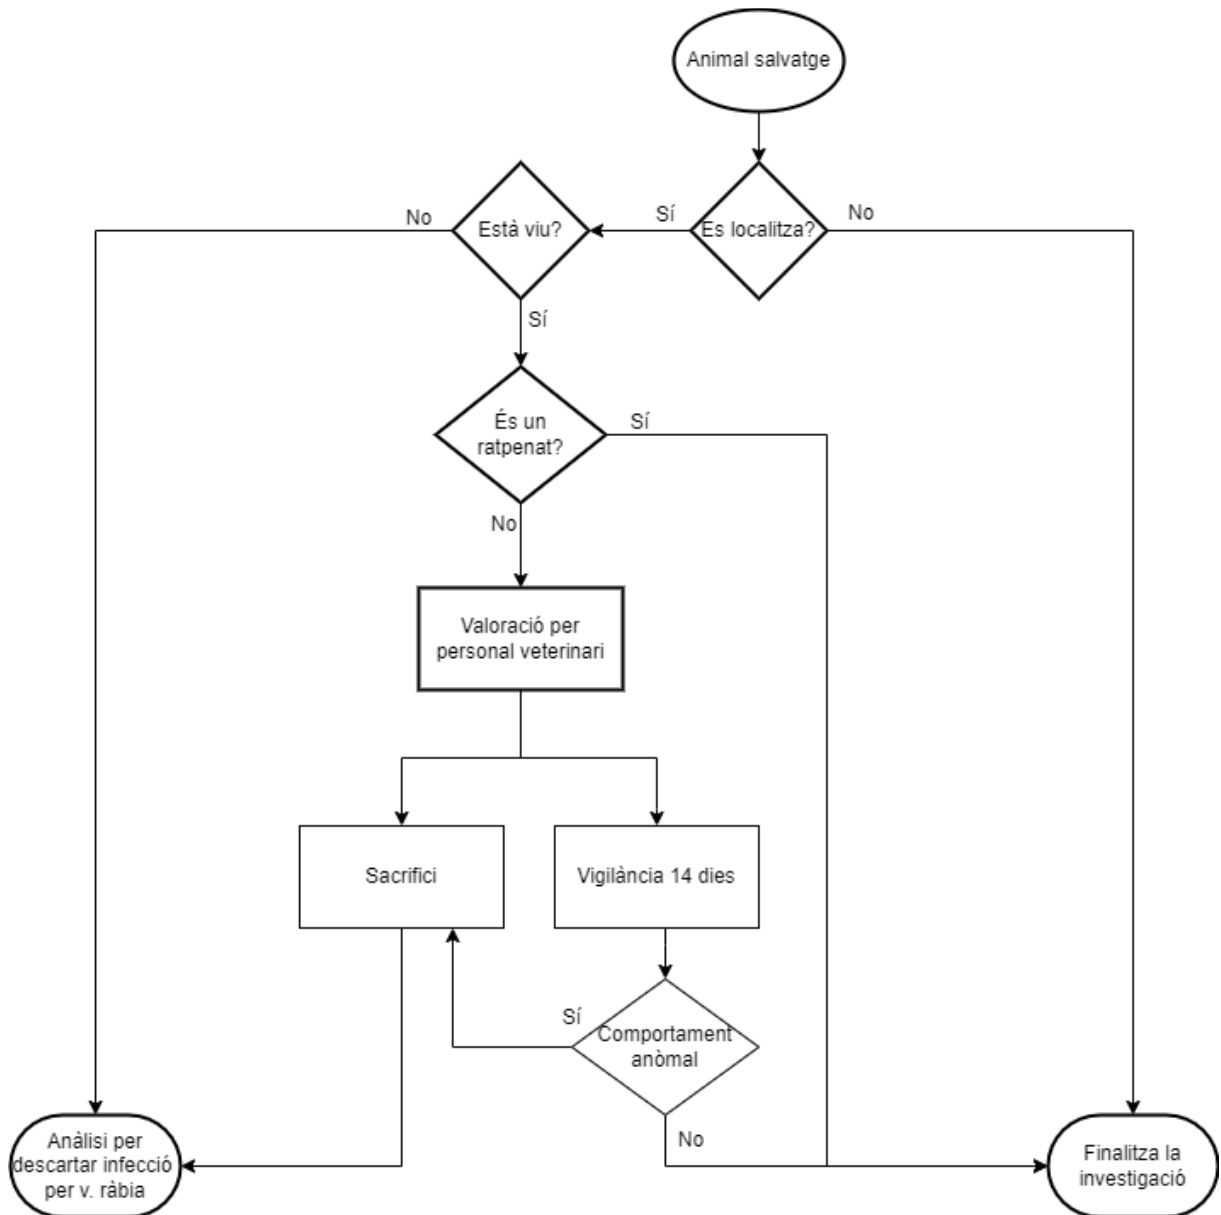 Animal salvatge
No
Està viu?
Sí
Es localitza?
No
Sí
És un
ratpenat?
Sí
No
Valoració per
personal veterinari
Sacrifici
Vigilància 14 dies
Sí
Comportament
anòmal
No
Anàlisi per
descartar infecció
per v. ràbia
Finalitza la
investigació